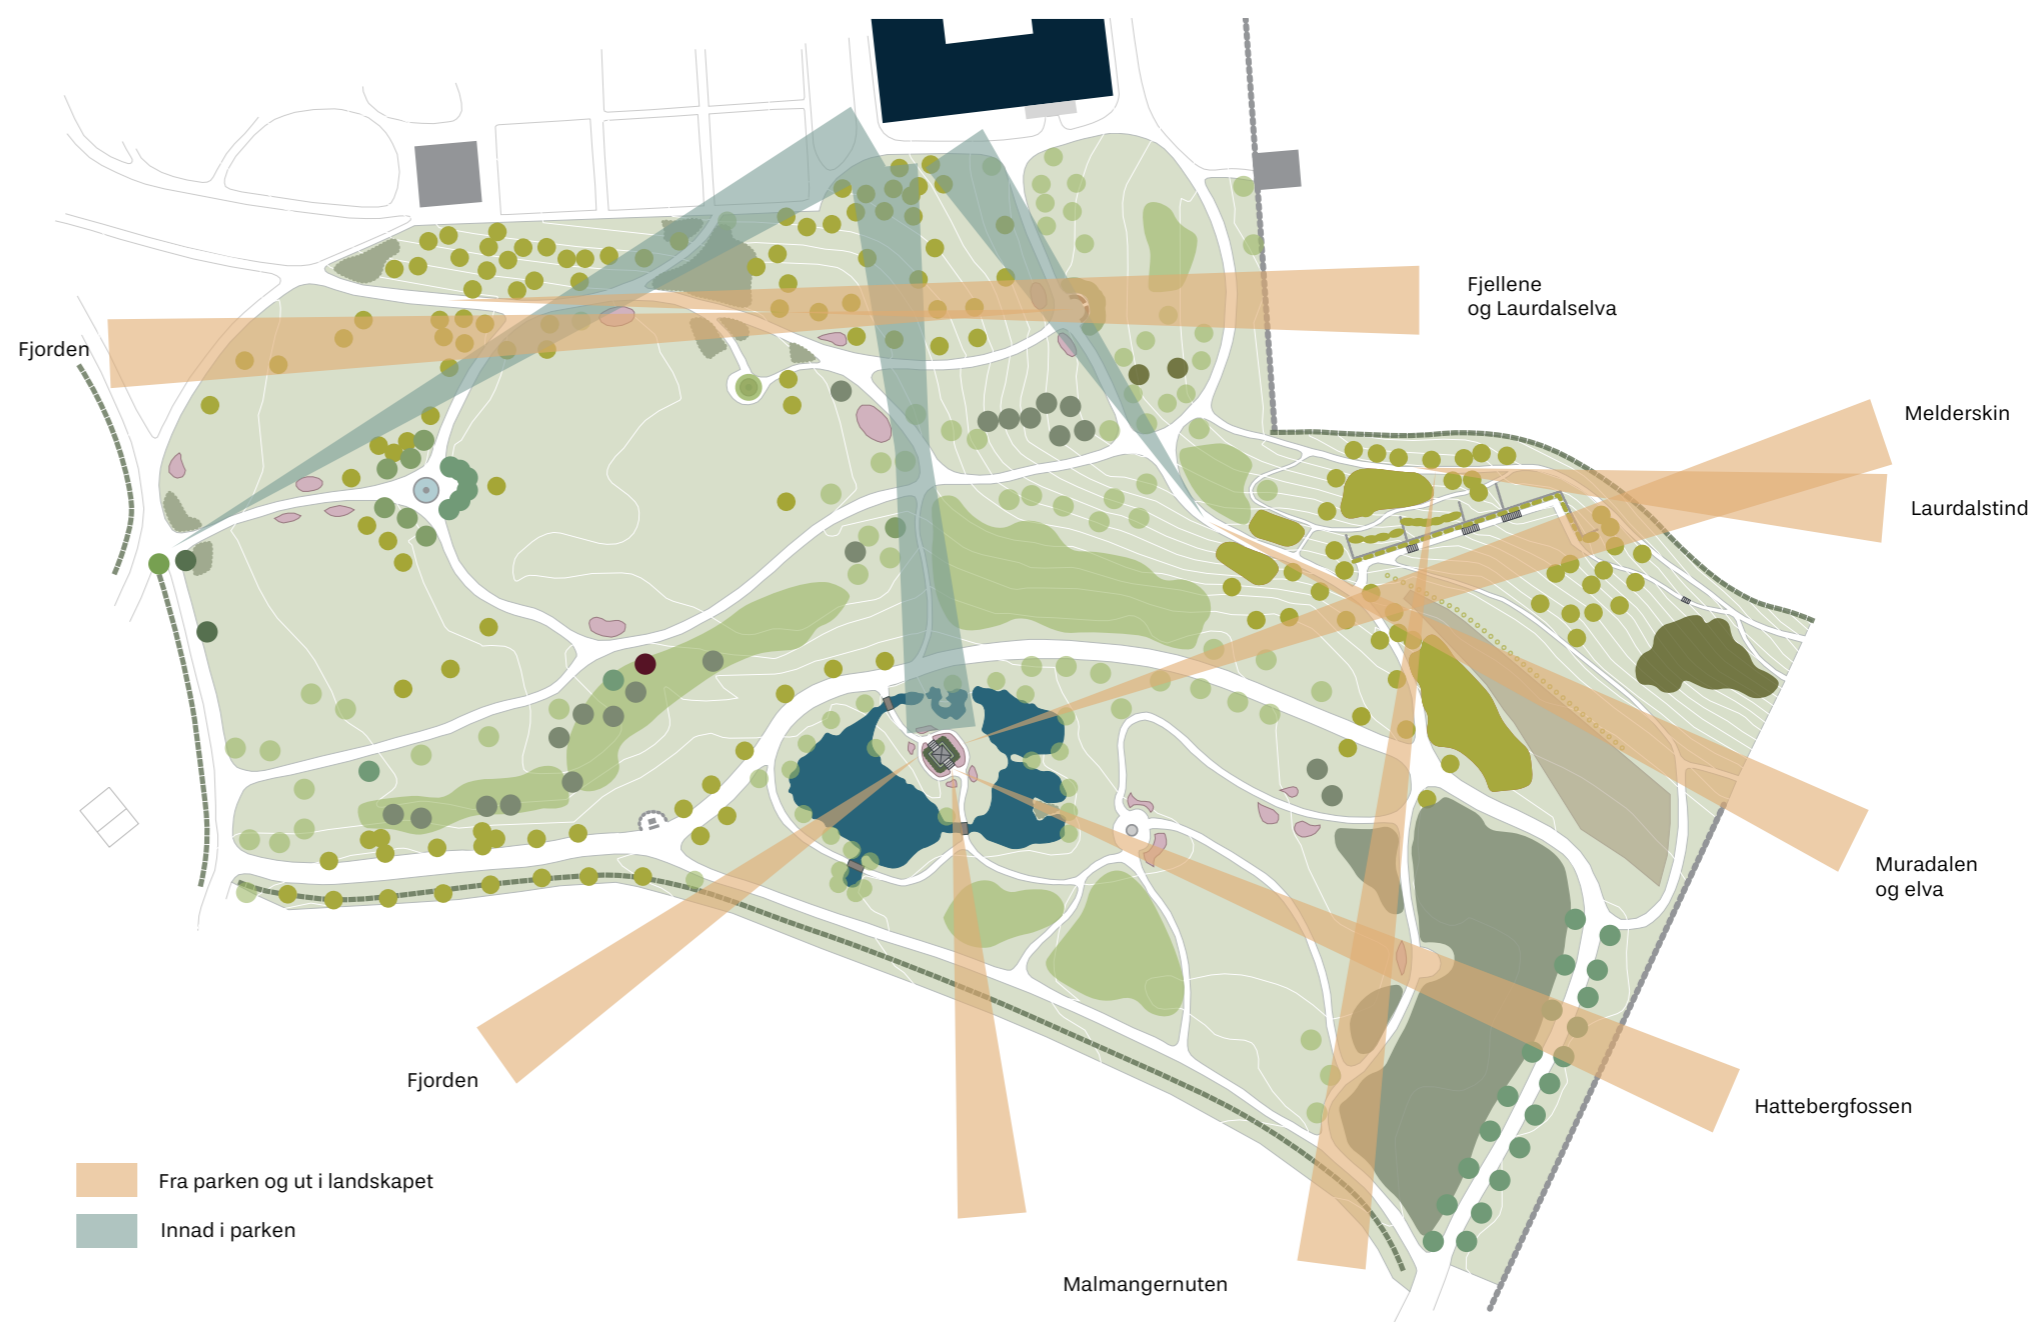 Fjellene
og Laurdalselva
Fjorden
Melderskin
Laurdalstind
Muradalen
og elva
Fjorden
Hattebergfossen
Fra parken og ut i landskapet
Innad i parken
Malmangernuten